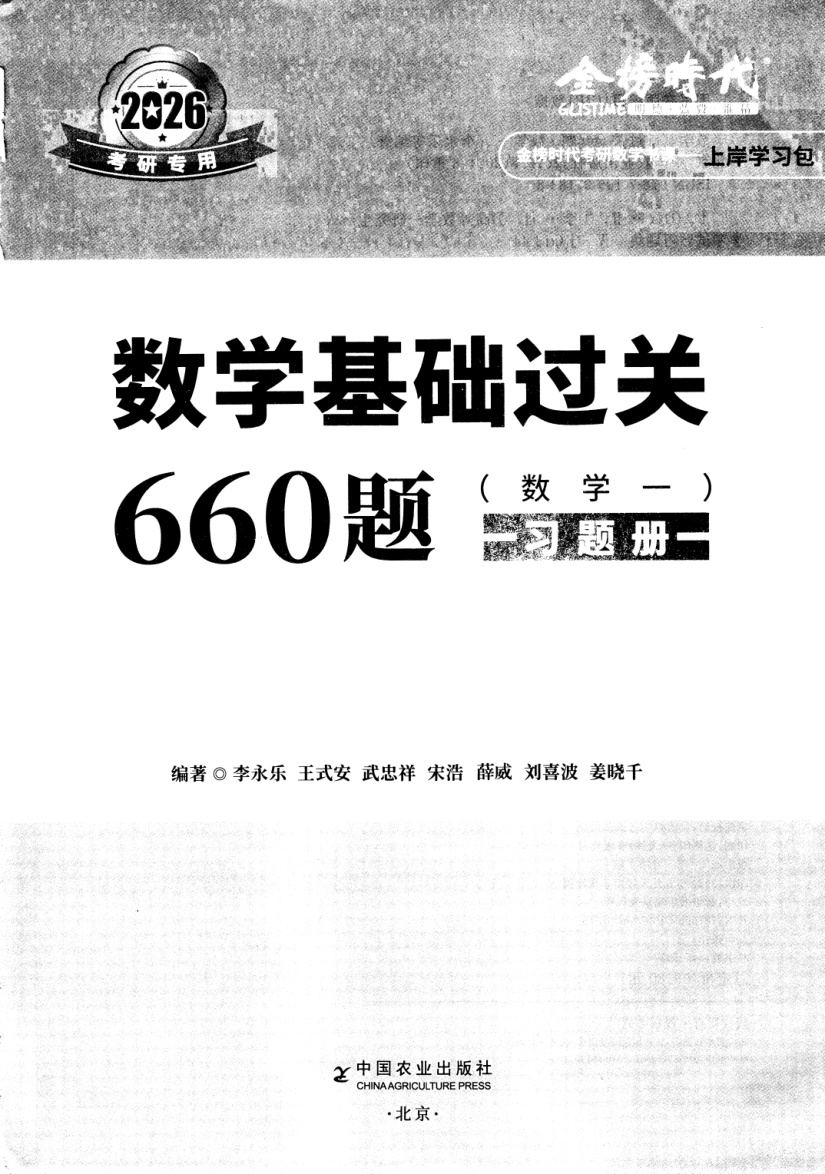 2026
考研专用
金榜時代
GLISTIME
金榜时代考研数学书课
上岸学习包
数学基础过关
660题
(数学一)
习题册
编著◎李永乐 王式安 武忠祥 宋浩 薛威 刘喜波 姜晓千
中国农业出版社
CHINA AGRICULTURE PRESS
·北京·